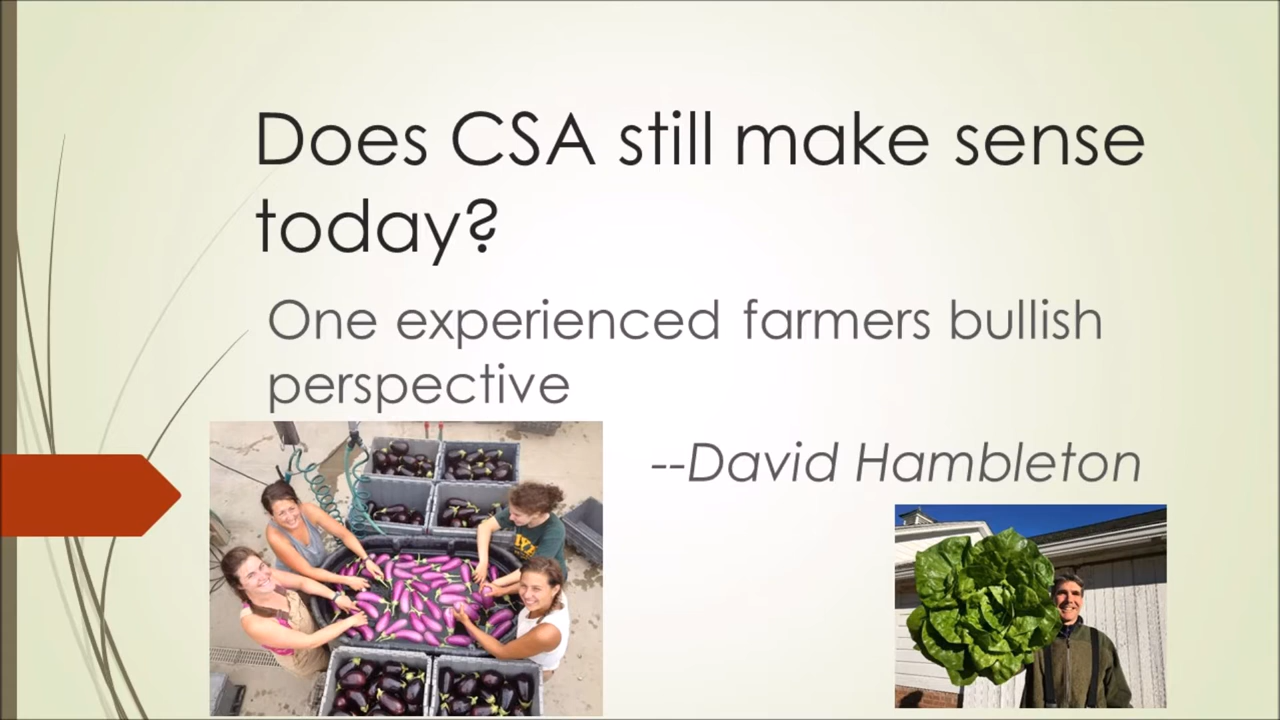 Does CSA still make sense
today?
One experienced farmers bullish
perspective
--David Hambleton